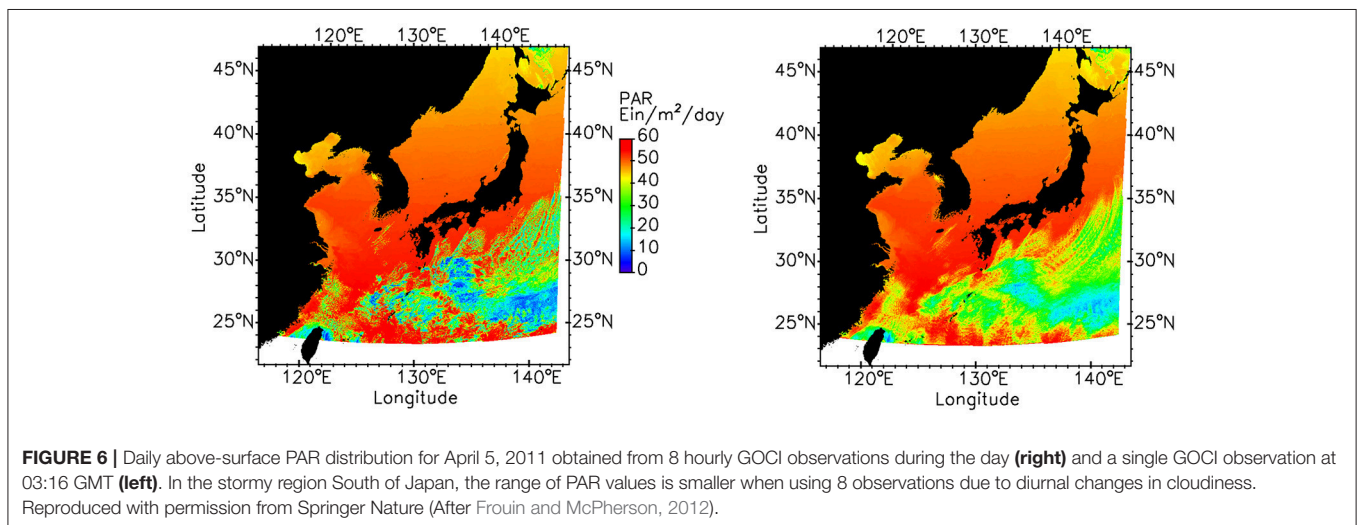 120°E 130°E 140°E
45°N 45°N
40°N 40°N
35°N 35°N
30°N 30°N
25°N 25°N
Latitude
120°E 130°E 140°E
Longitude
PAR
Ein/m²/day
60
50
40
30
20
10
0
120°E 130°E 140°E
45°N 45°N
40°N 40°N
35°N 35°N
30°N 30°N
25°N 25°N
Latitude
120°E 130°E 140°E
Longitude
FIGURE 6 | Daily above-surface PAR distribution for April 5, 2011 obtained from 8 hourly GOCI observations during the day (right) and a single GOCI observation at
03:16 GMT (left). In the stormy region South of Japan, the range of PAR values is smaller when using 8 observations due to diurnal changes in cloudiness.
Reproduced with permission from Springer Nature (After Frouin and McPherson, 2012).